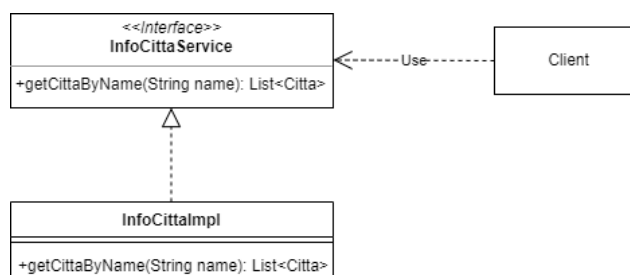 <<Interface>>
InfoCittaService
+getCittaByName(String name): List<Citta>
Use
Client
InfoCittaImpl
+getCittaByName(String name): List<Citta>